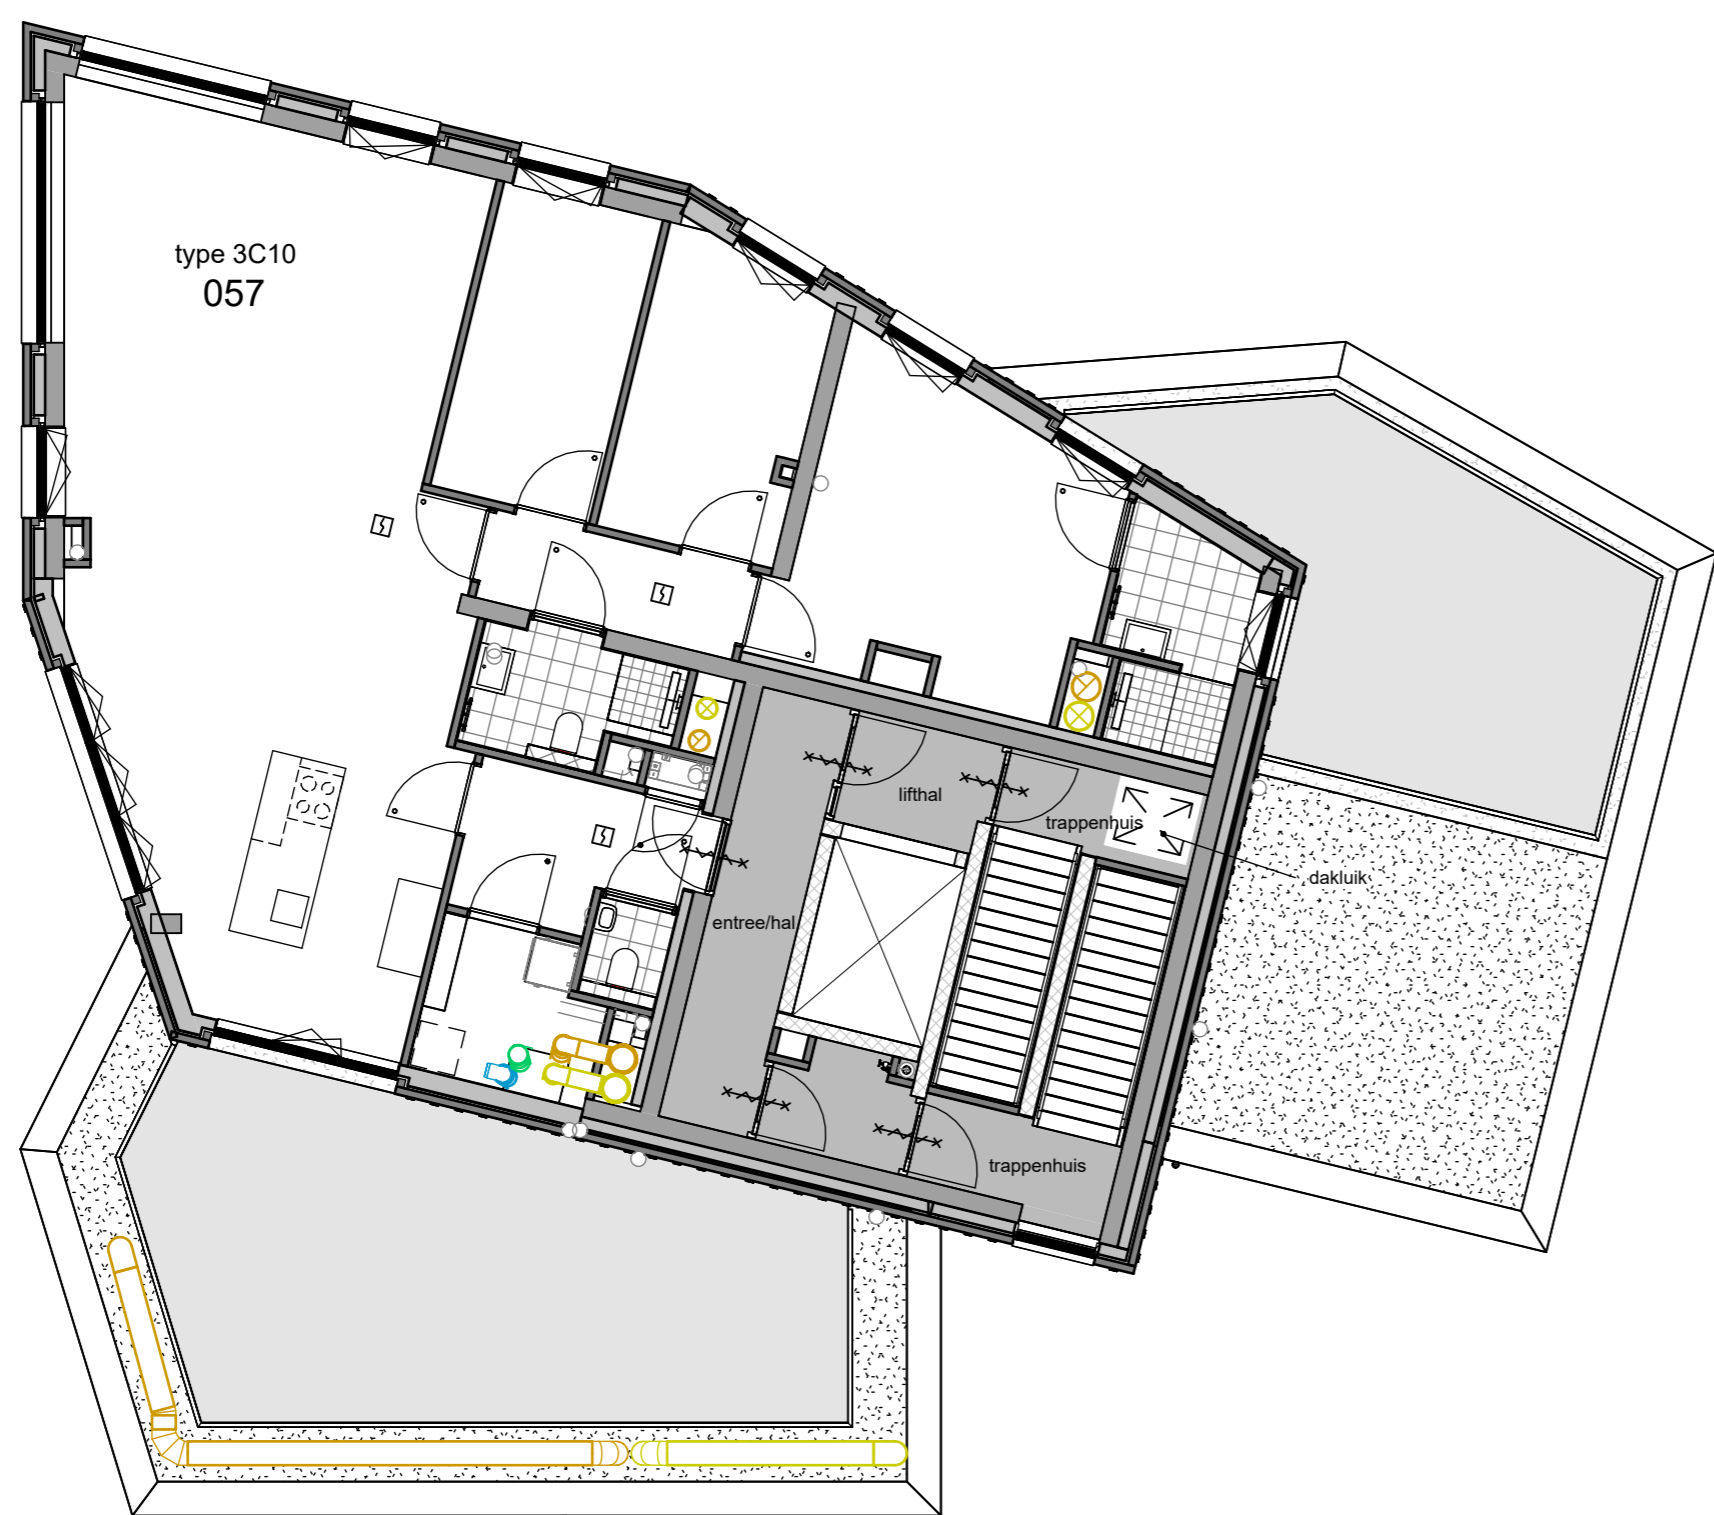 type 3C10
057
lifthal
trappenhuis
dakluik
entree/hal
trappenhuis